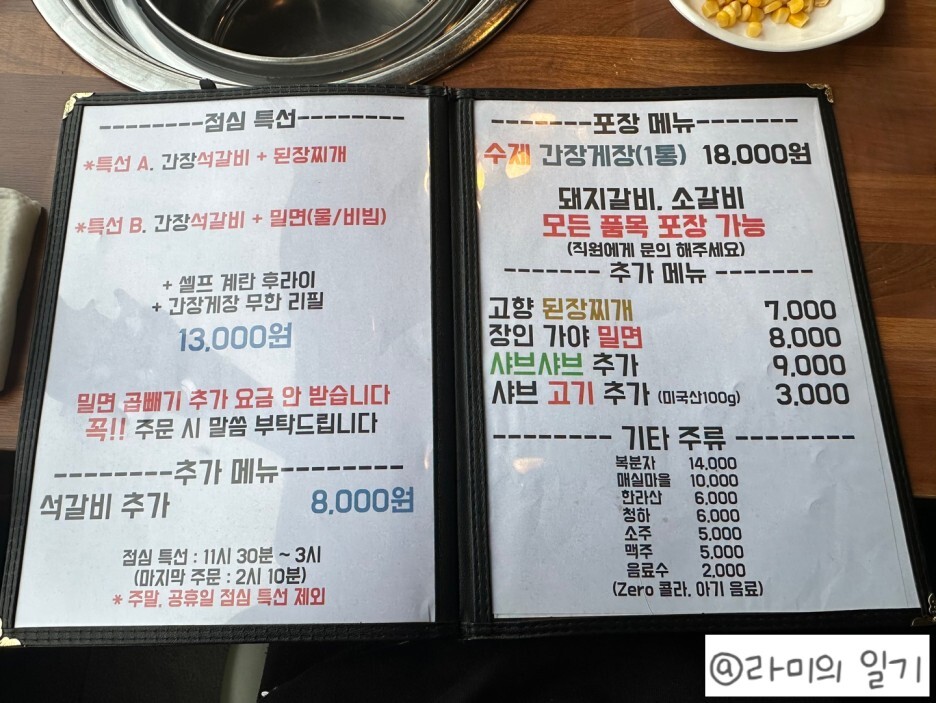 --------점심 특선--------
*특선 A. 간장석갈비 + 된장찌개
*특선 B. 간장석갈비 + 밀면(물/비빔)
+ 셀프 계란 후라이
+ 간장게장 무한 리필
13,000원
밀면 곱빼기 추가 요금 안 받습니다
꼭!! 주문 시 말씀 부탁드립니다
--------추가 메뉴--------
석갈비 추가 8,000원
점심 특선 : 11시 30분 ~ 3시
(마지막 주문 : 2시 10분)
* 주말, 공휴일 점심 특선 제외
-------포장 메뉴-------
수제 간장게장(1통) 18,000원
돼지갈비, 소갈비
모든 품목 포장 가능
(직원에게 문의 해주세요)
------- 추가 메뉴 -------
고향 된장찌개 7,000
장인 가야 밀면 8,000
샤브샤브 추가 9,000
샤브 고기 추가 (미국산100g) 3,000
-------- 기타 주류 --------
복분자 14,000
매실마을 10,000
한라산 6,000
청하 6,000
소주 5,000
맥주 5,000
음료수 2,000
(Zero 콜라, 아기 음료)
@라미의 일기